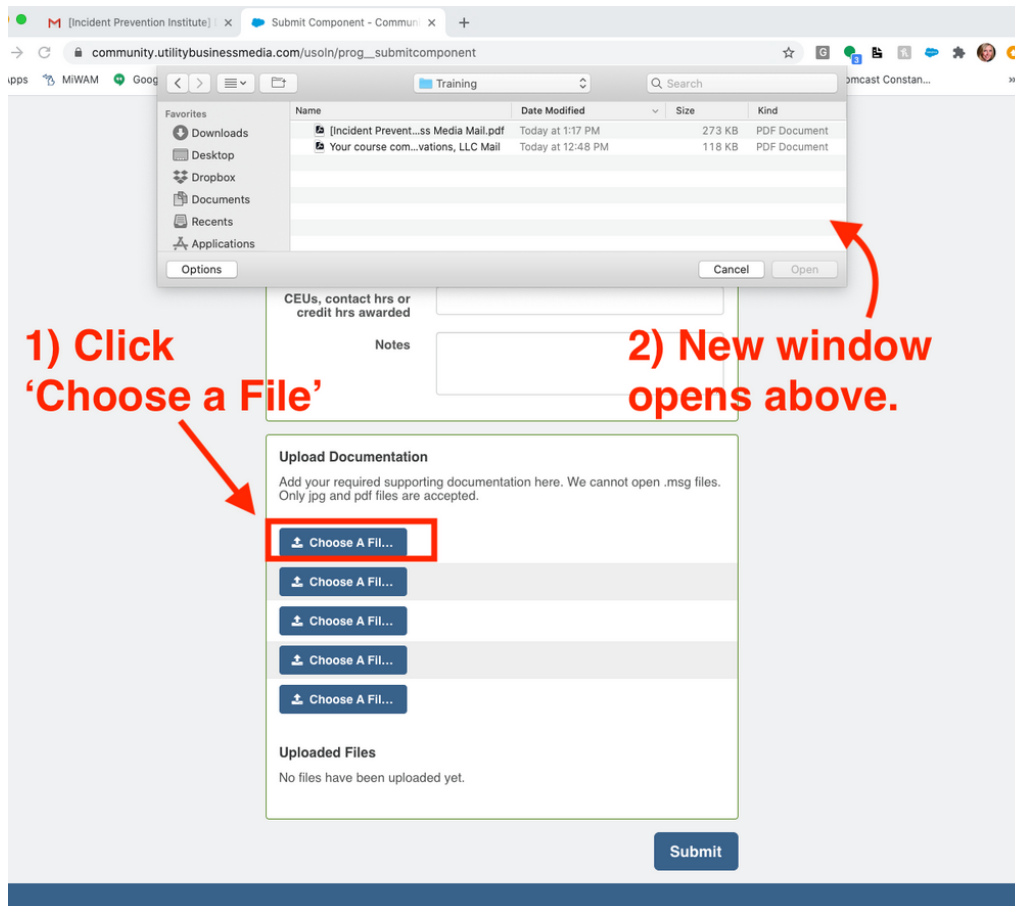 [Incident Prevention Institute]
Submit Component - Commun
community.utilitybusinessmedia.com/usoln/prog__submitcomponent
G
3
Apps MiWAM Goog
omcast Constan...
Training
Search
Favorites
Downloads
Desktop
Dropbox
Documents
Recents
Applications
Name Date Modified Size Kind
[Incident Prevent...ss Media Mail.pdf Today at 1:17 PM 273 KB PDF Document
Your course com...vations, LLC Mail Today at 12:48 PM 118 KB PDF Document
Options
Cancel
Open
CEUs, contact hrs or
credit hrs awarded
Notes
1) Click
‘Choose a File’
2) New window
opens above.
Upload Documentation
Add your required supporting documentation here. We cannot open .msg files.
Only jpg and pdf files are accepted.
Choose A Fil...
Choose A Fil...
Choose A Fil...
Choose A Fil...
Choose A Fil...
Uploaded Files
No files have been uploaded yet.
Submit